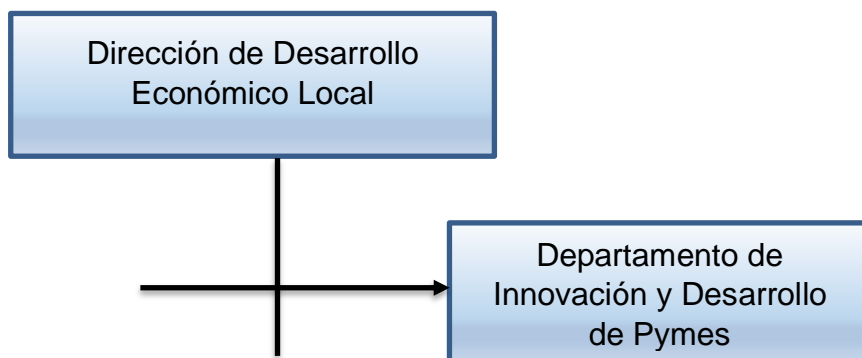 Dirección de Desarrollo
Económico Local
Departamento de
Innovación y Desarrollo
de Pymes